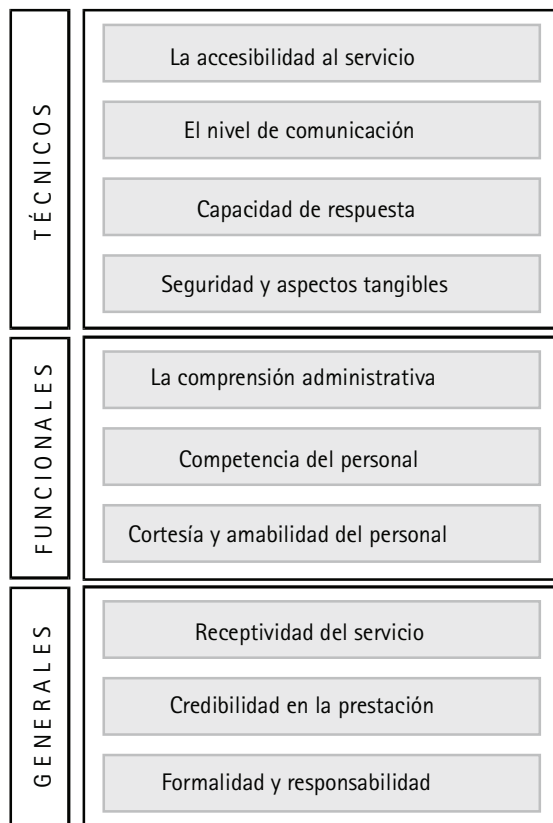 TÉCNICOS
La accesibilidad al servicio
El nivel de comunicación
Capacidad de respuesta
Seguridad y aspectos tangibles
FUNCIONALES
La comprensión administrativa
Competencia del personal
Cortesía y amabilidad del personal
GENERALES
Receptividad del servicio
Credibilidad en la prestación
Formalidad y responsabilidad